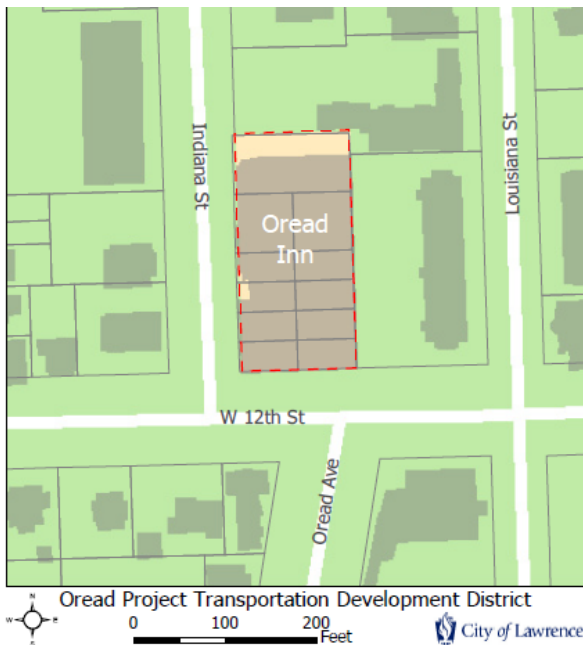 Indiana St
Louisiana St
Oread
Inn
W 12th St
Oread Ave
Oread Project Transportation Development District
N
W
E
S
0 100 200
Feet
City of Lawrence